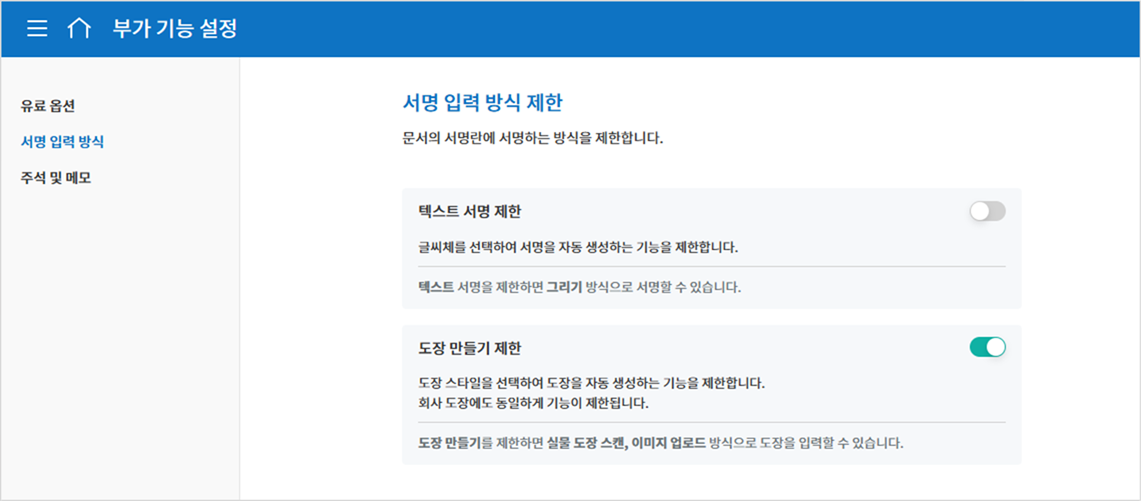 부가 기능 설정
유료 옵션
서명 입력 방식
주석 및 메모
서명 입력 방식 제한
문서의 서명란에 서명하는 방식을 제한합니다.
텍스트 서명 제한
글씨체를 선택하여 서명을 자동 생성하는 기능을 제한합니다.
텍스트 서명을 제한하면 그리기 방식으로 서명할 수 있습니다.
도장 만들기 제한
도장 스타일을 선택하여 도장을 자동 생성하는 기능을 제한합니다.
회사 도장에도 동일하게 기능이 제한됩니다.
도장 만들기를 제한하면 실물 도장 스캔, 이미지 업로드 방식으로 도장을 입력할 수 있습니다.